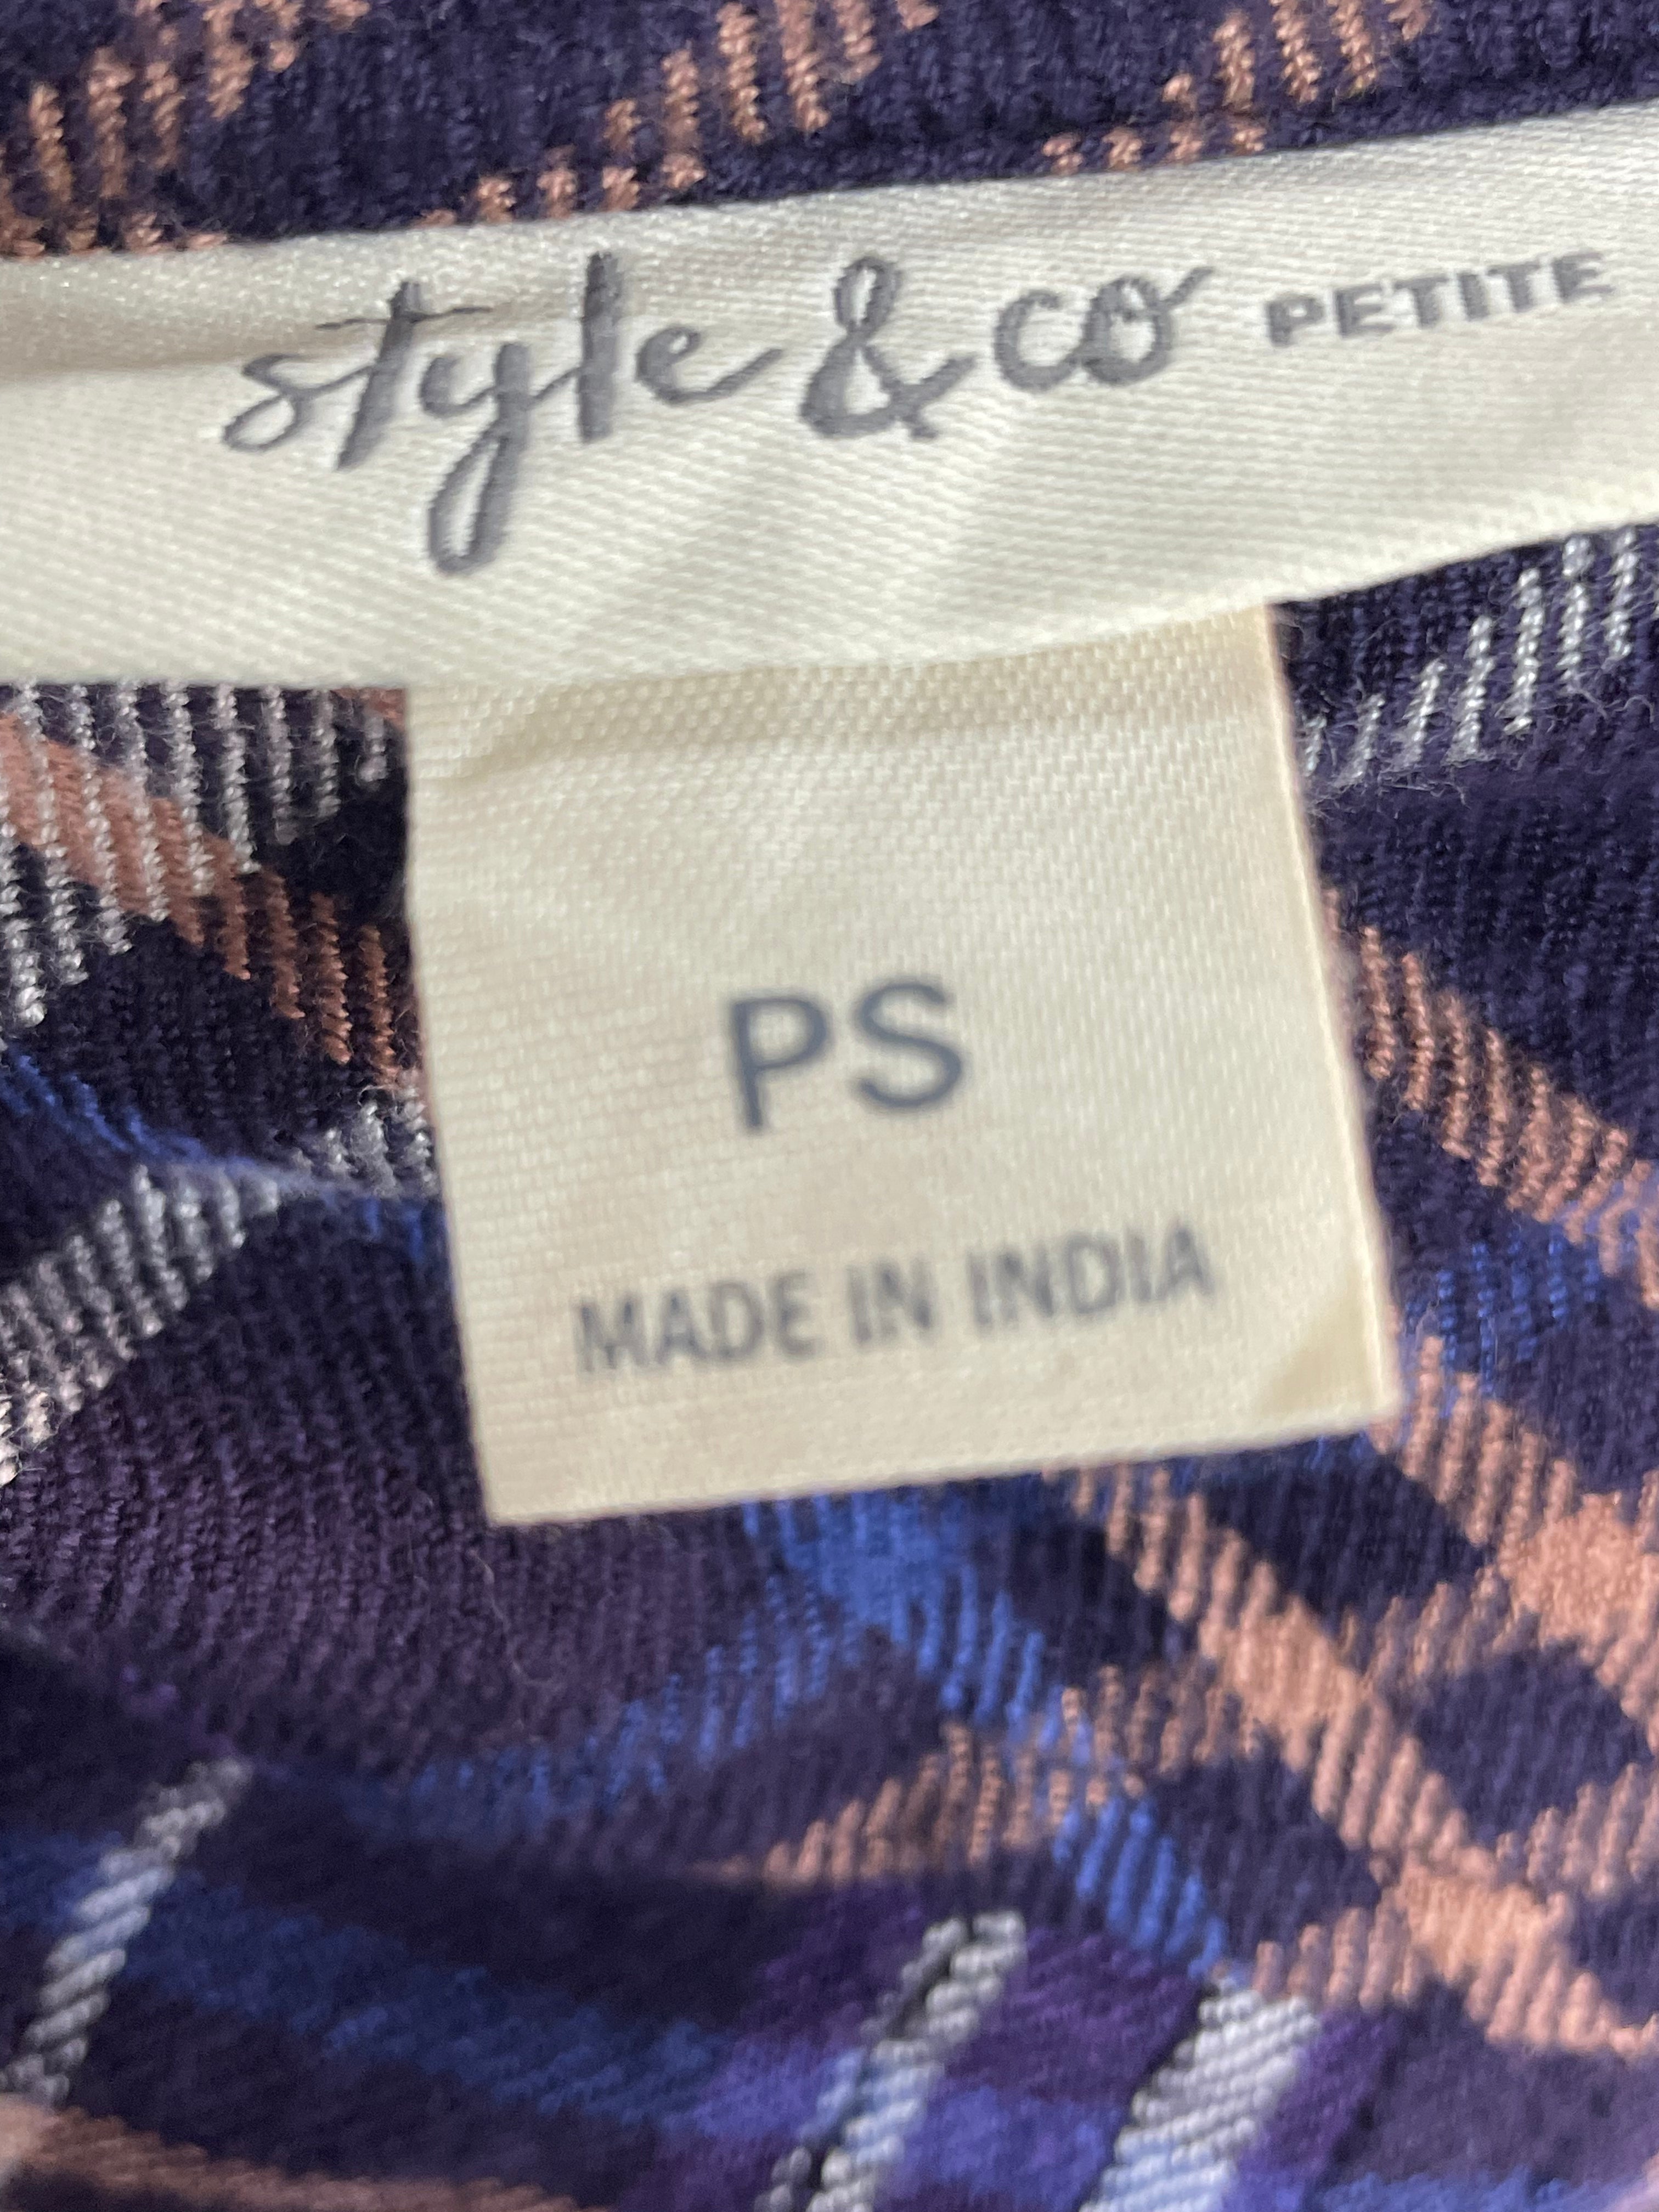 style & co PETITE
PS
MADE IN INDIA